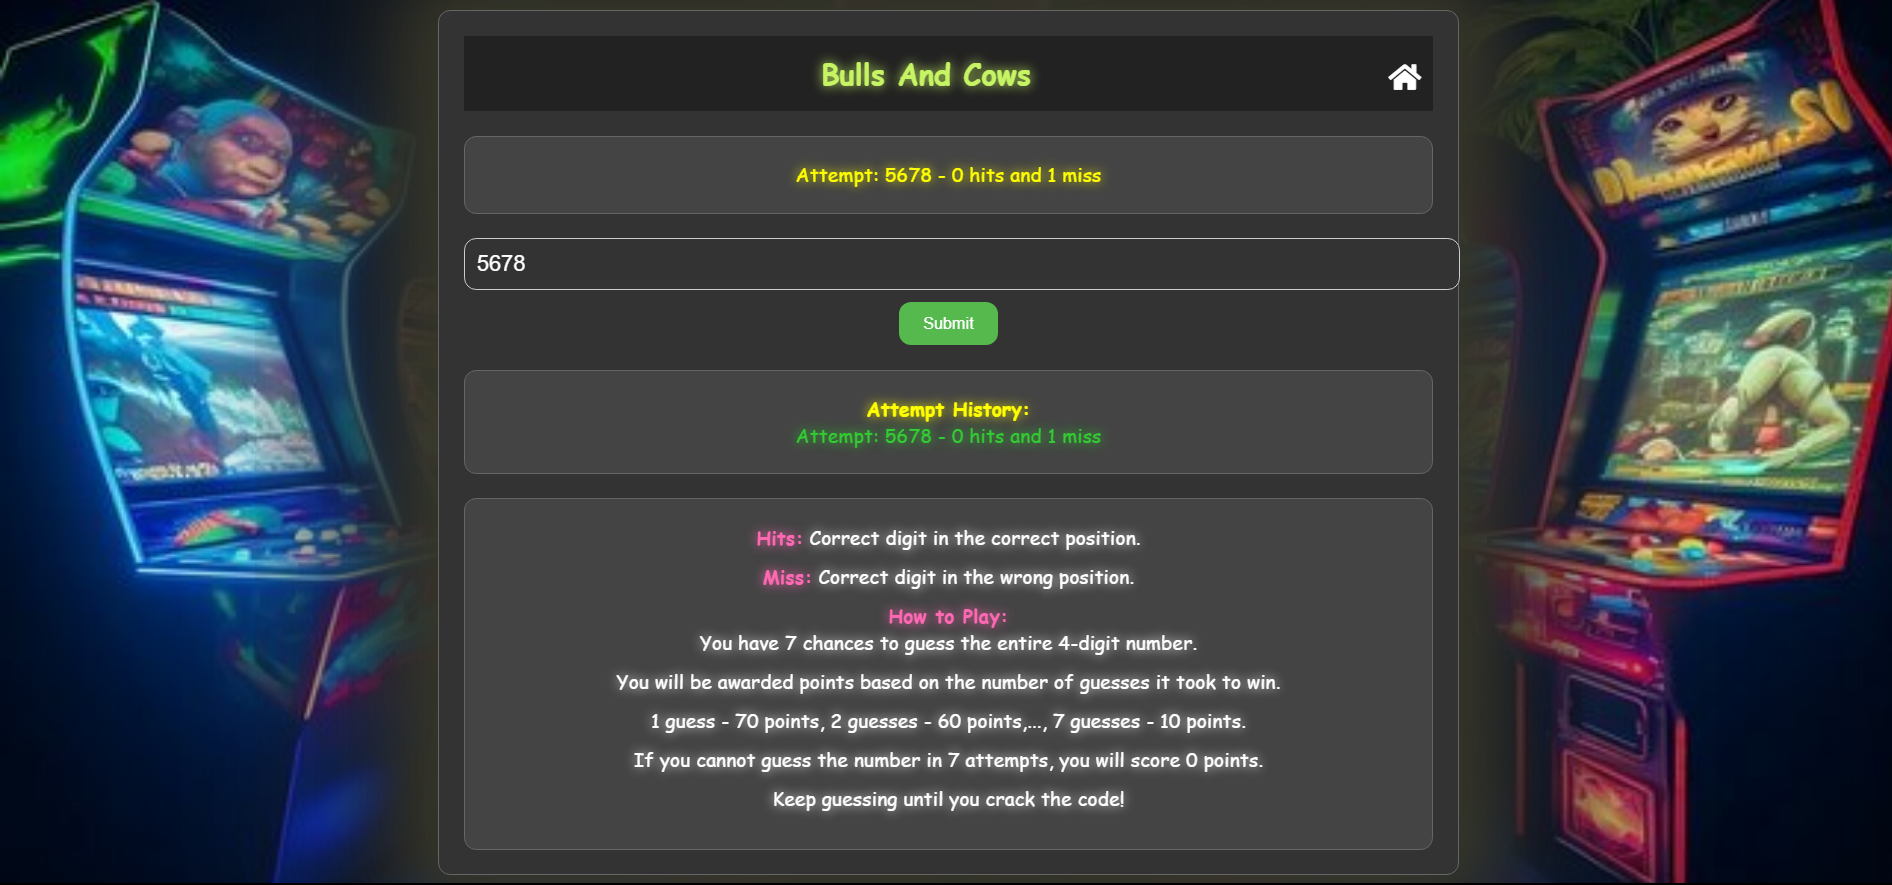 Bulls And Cows
Attempt: 5678 - 0 hits and 1 miss
5678
Submit
Attempt History:
Attempt: 5678 - 0 hits and 1 miss
Hits: Correct digit in the correct position.
Miss: Correct digit in the wrong position.
How to Play:
You have 7 chances to guess the entire 4-digit number.
You will be awarded points based on the number of guesses it took to win.
1 guess - 70 points, 2 guesses - 60 points,..., 7 guesses - 10 points.
If you cannot guess the number in 7 attempts, you will score 0 points.
Keep guessing until you crack the code!